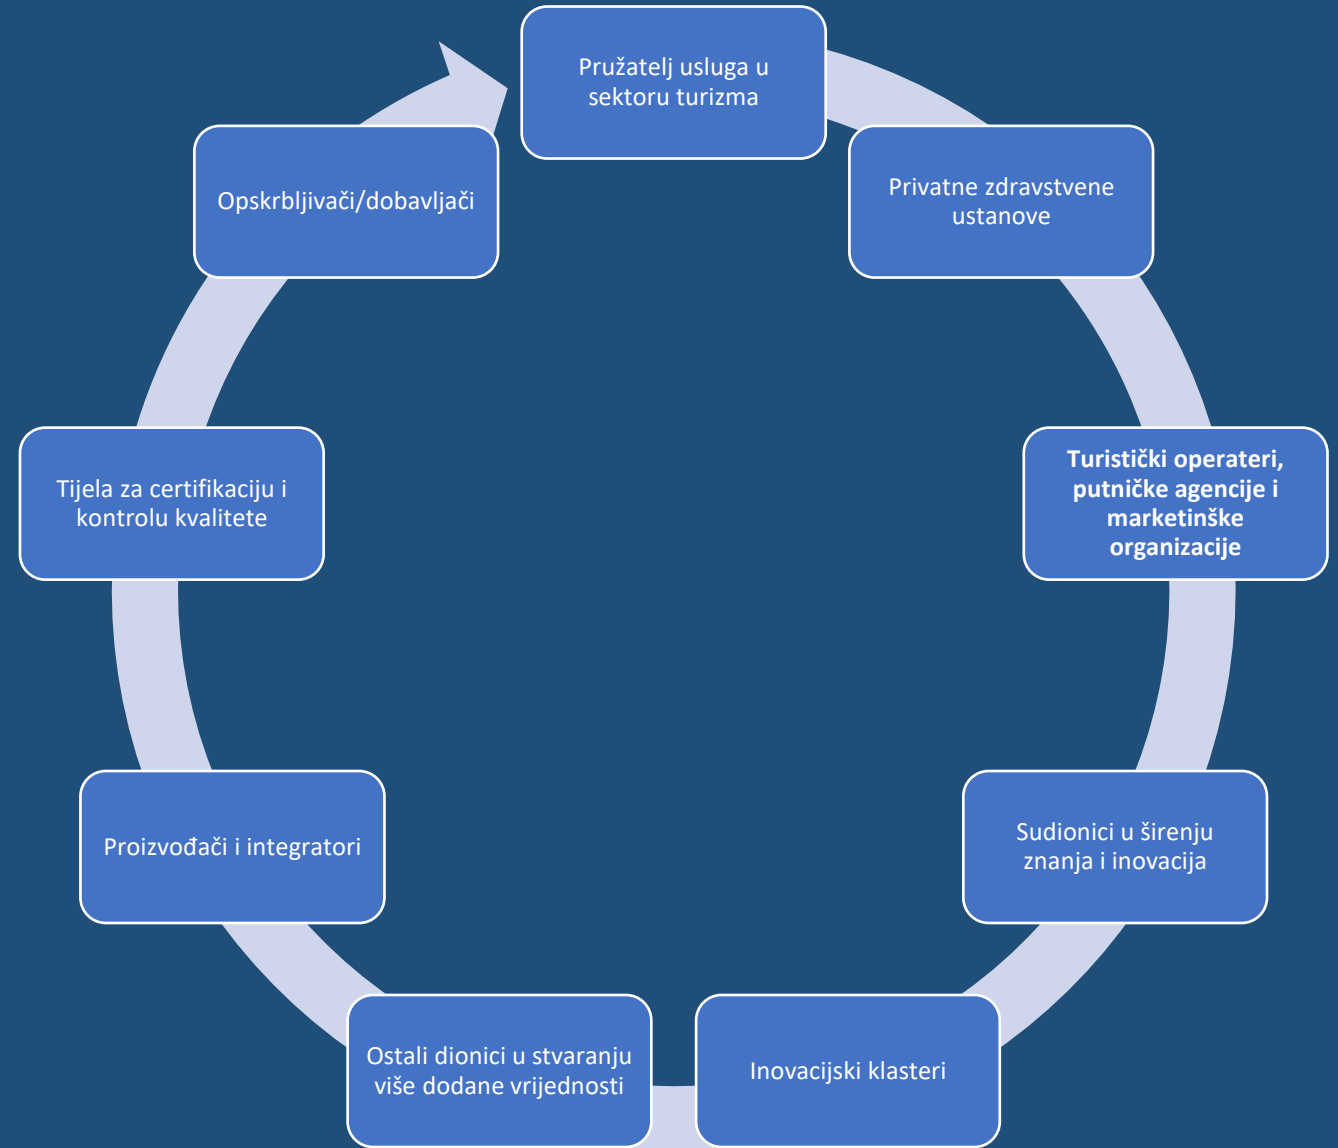 Pružatelj usluga u
sektoru turizma
Privatne zdravstvene
ustanove
Turistički operateri,
putničke agencije i
marketinške
organizacije
Sudionici u širenju
znanja i inovacija
Inovacijski klasteri
Ostali dionici u stvaranju
više dodane vrijednosti
Proizvođači i integratori
Tijela za certifikaciju i
kontrolu kvalitete
Opskrbljivači/dobavljači